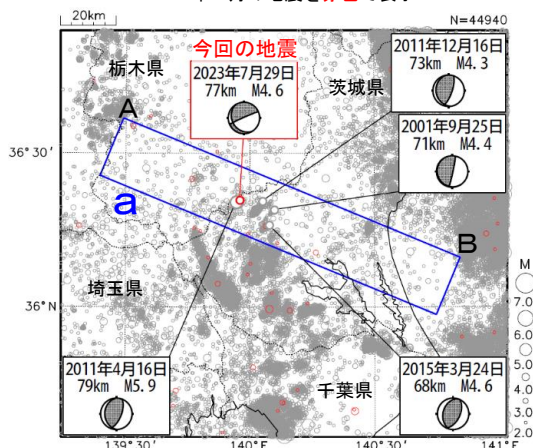 20km
N=44940
今回の地震
栃木県
2023年7月29日
77km M4.6
茨城県
2011年12月16日
73km M4.3
2001年9月25日
71km M4.4
A
36°30'
a
B
埼玉県
36°N
M
7.0
6.0
5.0
4.0
3.0
2.0
2011年4月16日
79km M5.9
2015年3月24日
68km M4.6
千葉県
139°30'
140°E
140°30'
141°E